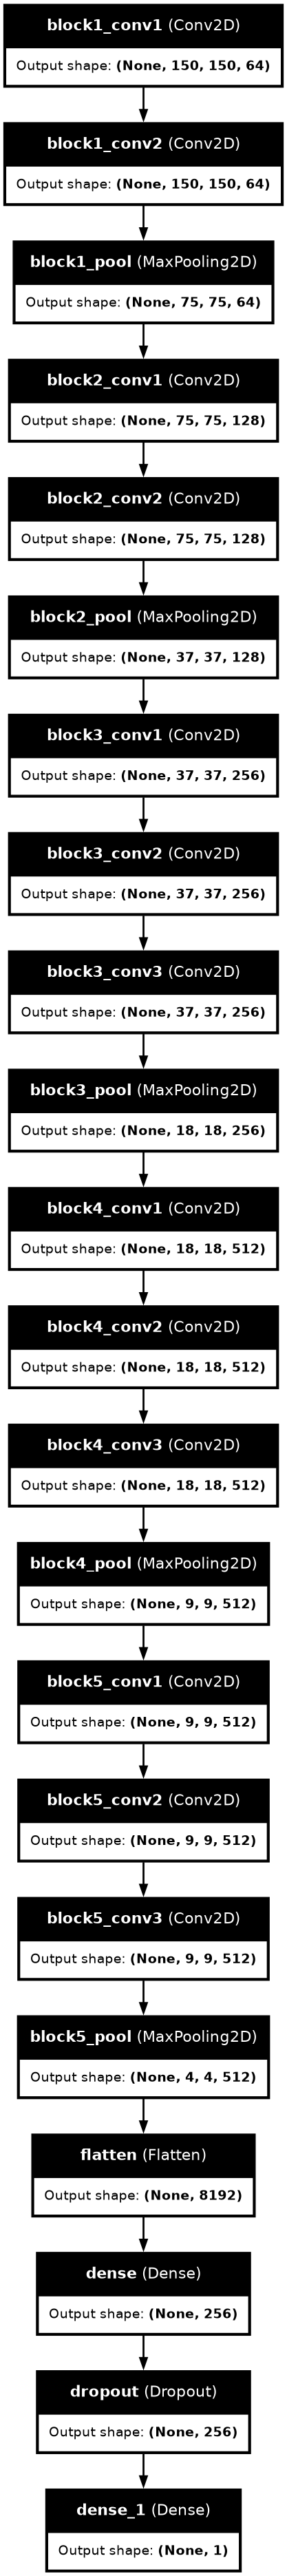 block1_conv1 (Conv2D)
Output shape: (None, 150, 150, 64)
block1_conv2 (Conv2D)
Output shape: (None, 150, 150, 64)
block1_pool (MaxPooling2D)
Output shape: (None, 75, 75, 64)
block2_conv1 (Conv2D)
Output shape: (None, 75, 75, 128)
block2_conv2 (Conv2D)
Output shape: (None, 75, 75, 128)
block2_pool (MaxPooling2D)
Output shape: (None, 37, 37, 128)
block3_conv1 (Conv2D)
Output shape: (None, 37, 37, 256)
block3_conv2 (Conv2D)
Output shape: (None, 37, 37, 256)
block3_conv3 (Conv2D)
Output shape: (None, 37, 37, 256)
block3_pool (MaxPooling2D)
Output shape: (None, 18, 18, 256)
block4_conv1 (Conv2D)
Output shape: (None, 18, 18, 512)
block4_conv2 (Conv2D)
Output shape: (None, 18, 18, 512)
block4_conv3 (Conv2D)
Output shape: (None, 18, 18, 512)
block4_pool (MaxPooling2D)
Output shape: (None, 9, 9, 512)
block5_conv1 (Conv2D)
Output shape: (None, 9, 9, 512)
block5_conv2 (Conv2D)
Output shape: (None, 9, 9, 512)
block5_conv3 (Conv2D)
Output shape: (None, 9, 9, 512)
block5_pool (MaxPooling2D)
Output shape: (None, 4, 4, 512)
flatten (Flatten)
Output shape: (None, 8192)
dense (Dense)
Output shape: (None, 256)
dropout (Dropout)
Output shape: (None, 256)
dense_1 (Dense)
Output shape: (None, 1)